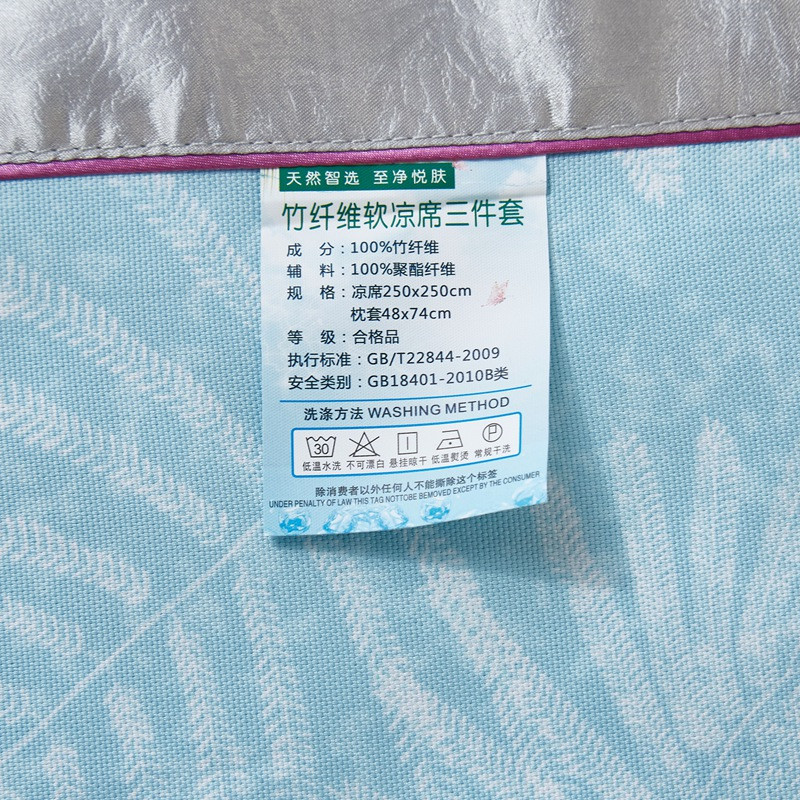 天然智选 至净悦肤
竹纤维软凉席三件套
成 分：100%竹纤维
辅 料：100%聚酯纤维
规 格：凉席250x250cm
枕套48x74cm
等 级：合格品
执行标准：GB/T22844-2009
安全类别：GB18401-2010B类
洗涤方法 WASHING METHOD
30 P
低温水洗 不可漂白 悬挂晾干 低温熨烫 常规干洗
除消费者以外任何人不能撕除这个标签
UNDER PENALTY OF LAW THIS TAG NOTTOBE BEMOVED EXCEPT BY THE CONSUMER